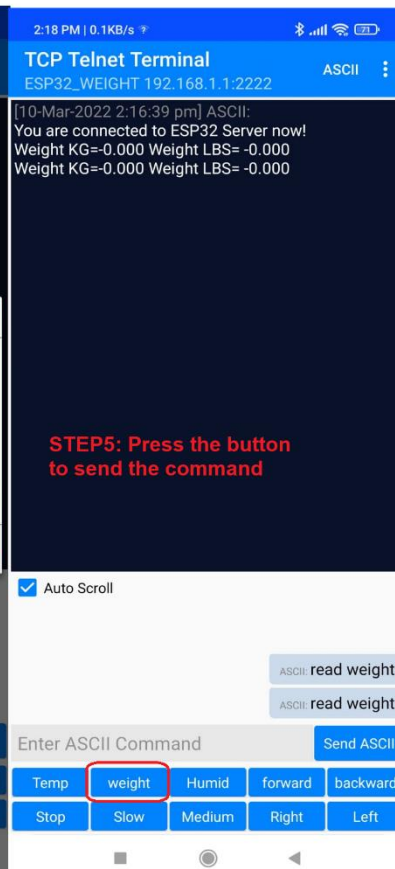 2:18 PM | 0.1KB/s
71
TCP Telnet Terminal
ESP32_WEIGHT 192.168.1.1:2222
ASCII
[10-Mar-2022 2:16:39 pm] ASCII:
You are connected to ESP32 Server now!
Weight KG=-0.000 Weight LBS= -0.000
Weight KG=-0.000 Weight LBS= -0.000
STEP5: Press the button
to send the command
Auto Scroll
ASCII: read weight
ASCII: read weight
Enter ASCII Command
Send ASCII
Temp weight Humid forward backward
Stop Slow Medium Right Left